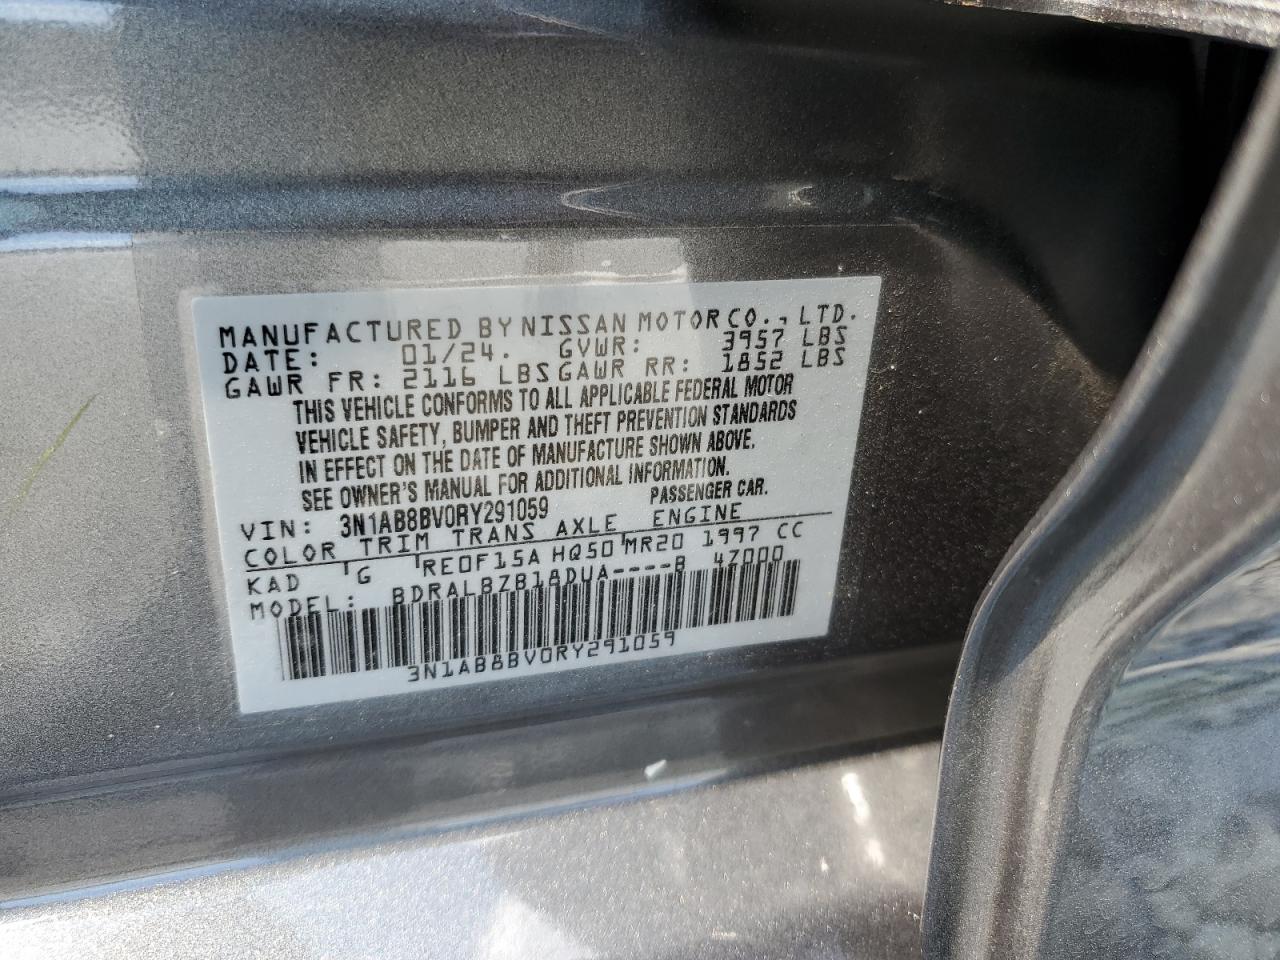 MANUFACTURED BY NISSAN MOTOR CO., LTD.
DATE: 01/24. GVWR: 3957 LBS
GAWR FR: 2116 LBS GAWR RR: 1852 LBS
THIS VEHICLE CONFORMS TO ALL APPLICABLE FEDERAL MOTOR
VEHICLE SAFETY, BUMPER AND THEFT PREVENTION STANDARDS
IN EFFECT ON THE DATE OF MANUFACTURE SHOWN ABOVE.
SEE OWNER'S MANUAL FOR ADDITIONAL INFORMATION.
VIN: 3N1AB8BV0RY291059 PASSENGER CAR.
COLOR TRIM TRANS AXLE ENGINE
KAD G RE0F15A HQ50 MR20 1997 CC
MODEL: BDRALBZB18DUA----B 4Z000
3N1AB8BV0RY291059